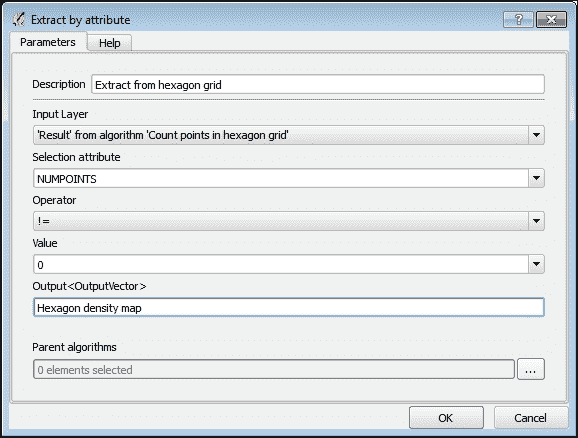 Extract by attribute
Parameters Help
Description Extract from hexagon grid
Input Layer
'Result' from algorithm 'Count points in hexagon grid'
Selection attribute
NUMPOINTS
Operator
!=
Value
0
Output<OutputVector>
Hexagon density map
Parent algorithms
0 elements selected ...
OK Cancel